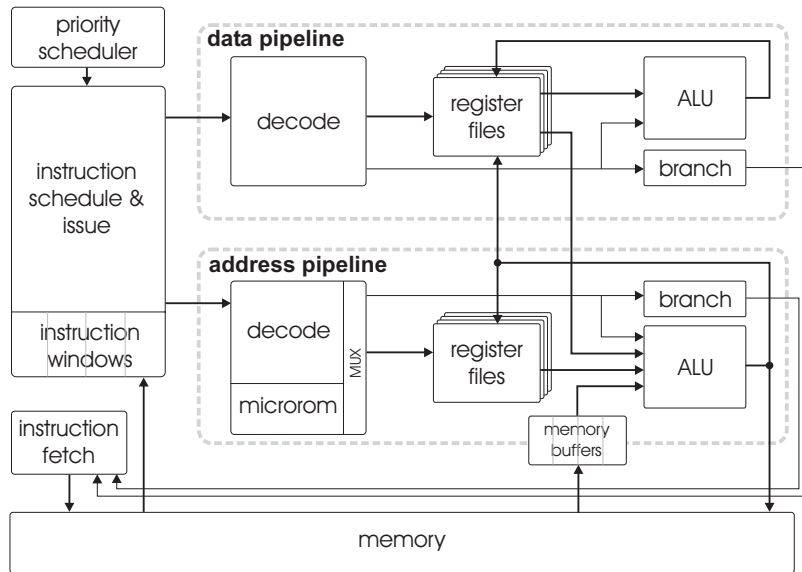 priority
scheduler
instruction
schedule &
issue
instruction
windows
instruction
fetch
data pipeline
decode
register
files
ALU
branch
address pipeline
decode
microrom
MUX
register
files
branch
ALU
memory
buffers
memory